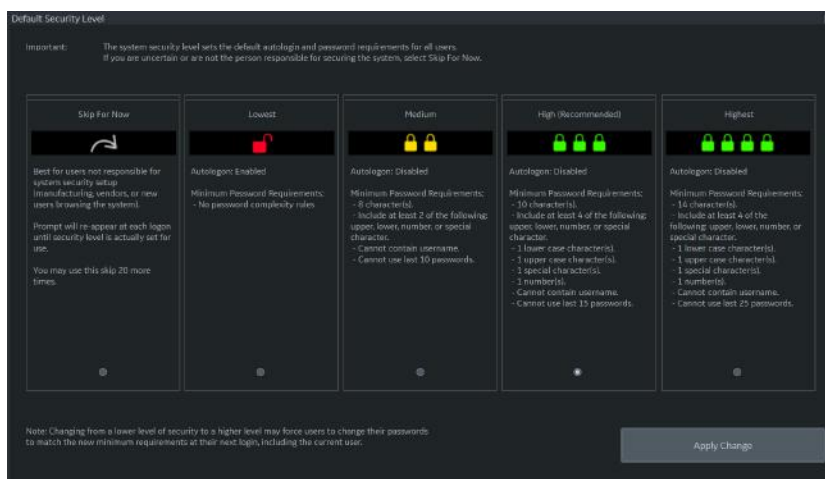 Default Security Level
Important: The system security level sets the default autologin and password requirements for all users.
If you are uncertain or are not the person responsible for securing the system, select Skip For Now.
Skip For Now
Best for users not responsible for
system security setup
(manufacturing, vendors, or new
users browsing the system).
Prompt will re-appear at each logon
until security level is actually set for
use.
You may use this skip 20 more
times.
Lowest
Autologon: Enabled
Minimum Password Requirements:
- No password complexity rules
Medium
Autologon: Disabled
Minimum Password Requirements:
- 8 character(s).
- Include at least 2 of the following:
upper, lower, number, or special
character.
- Cannot contain username.
- Cannot use last 10 passwords.
High (Recommended)
Autologon: Disabled
Minimum Password Requirements:
- 10 character(s).
- Include at least 4 of the following:
upper, lower, number, or special
character.
- 1 lower case character(s).
- 1 upper case character(s).
- 1 special character(s).
- 1 number(s).
- Cannot contain username.
- Cannot use last 15 passwords.
Highest
Autologon: Disabled
Minimum Password Requirements:
- 14 character(s).
- Include at least 4 of the
following: upper, lower, number, or
special character.
- 1 lower case character(s).
- 1 upper case character(s).
- 1 special character(s).
- 1 number(s).
- Cannot contain username.
- Cannot use last 25 passwords.
Note: Changing from a lower level of security to a higher level may force users to change their passwords
to match the new minimum requirements at their next login, including the current user.
Apply Change